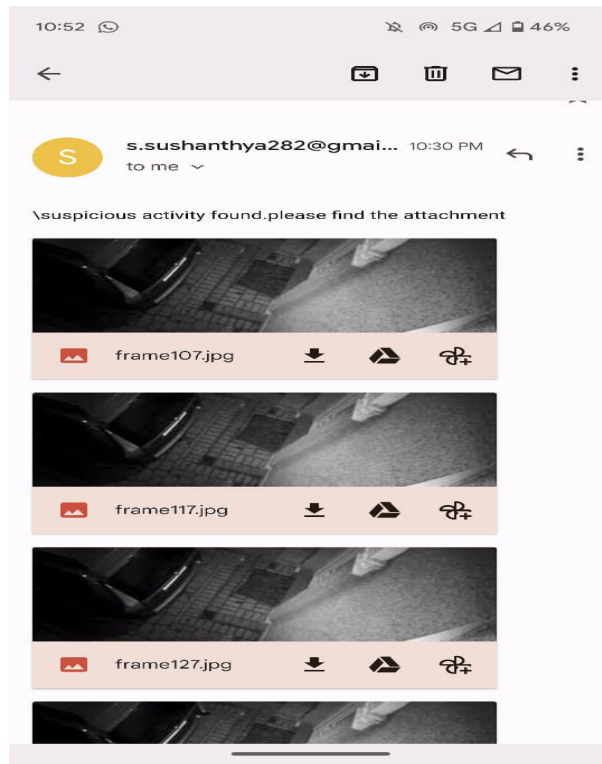 10:52 5G 46%
S
s.sushanthya282@gmai... 10:30 PM
to me
\suspicious activity found.please find the attachment
frame107.jpg
frame117.jpg
frame127.jpg